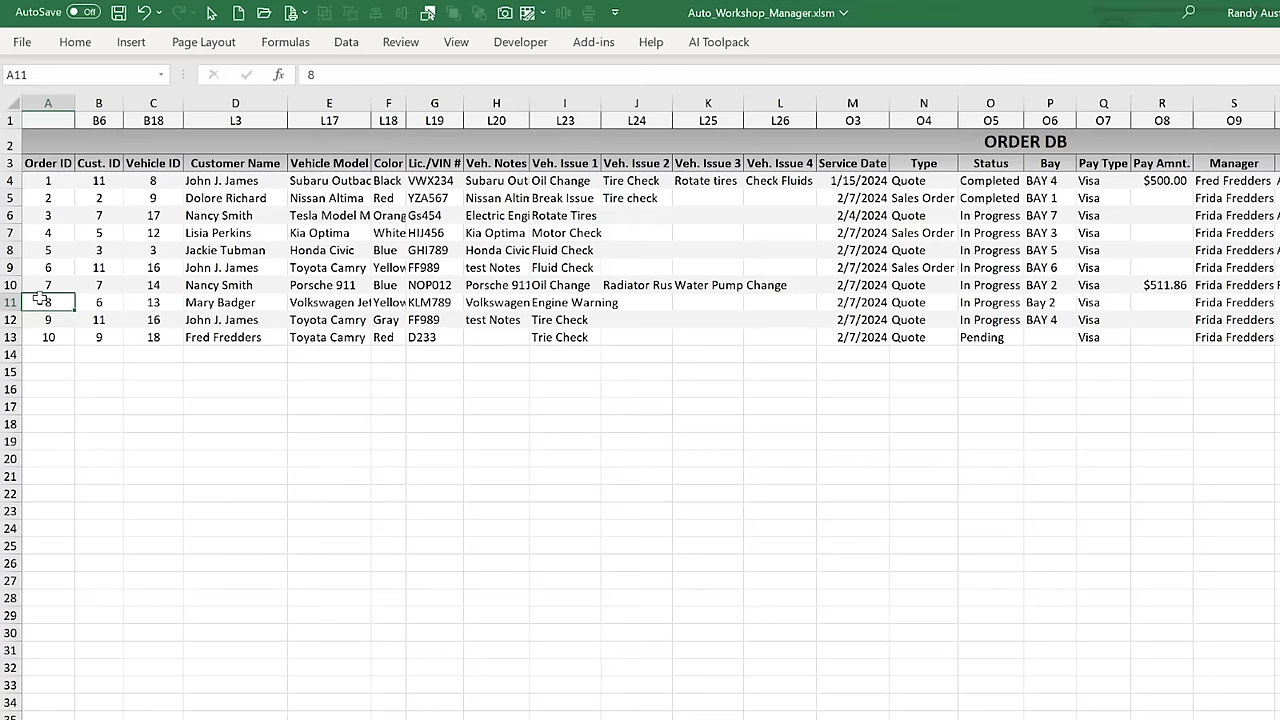 AutoSave Off Auto_Workshop_Manager.xlsm Randy Aus
File Home Insert Page Layout Formulas Data Review View Developer Add-ins Help AI Toolpack
A11 fx 8
A B C D E F G H I J K L M N O P Q R S
1 B6 B18 L3 L17 L18 L19 L20 L23 L24 L25 L26 O3 O4 O5 O6 O7 O8 O9
2 ORDER DB
3 Order ID Cust. ID Vehicle ID Customer Name Vehicle Model Color Lic./VIN # Veh. Notes Veh. Issue 1 Veh. Issue 2 Veh. Issue 3 Veh. Issue 4 Service Date Type Status Bay Pay Type Pay Amnt. Manager
4 1 11 8 John J. James Subaru Outbac Black VWX234 Subaru Out Oil Change Tire Check Rotate tires Check Fluids 1/15/2024 Quote Completed BAY 4 Visa $500.00 Fred Fredders
5 2 2 9 Dolore Richard Nissan Altima Red YZA567 Nissan Altin Break Issue Tire check 2/7/2024 Sales Order Completed BAY 1 Visa Frida Fredders
6 3 7 17 Nancy Smith Tesla Model M Orang Gs454 Electric Engi Rotate Tires 2/4/2024 Quote In Progress BAY 7 Visa Frida Fredders
7 4 5 12 Lisia Perkins Kia Optima White HIJ456 Kia Optima Motor Check 2/7/2024 Sales Order In Progress BAY 3 Visa Frida Fredders
8 5 3 3 Jackie Tubman Honda Civic Blue GHI789 Honda Civic Fluid Check 2/7/2024 Quote In Progress BAY 5 Visa Frida Fredders
9 6 11 16 John J. James Toyota Camry Yellow FF989 test Notes Fluid Check 2/7/2024 Sales Order In Progress BAY 6 Visa Frida Fredders
10 7 7 14 Nancy Smith Porsche 911 Blue NOP012 Porsche 911 Oil Change Radiator Rus Water Pump Change 2/7/2024 Quote In Progress BAY 2 Visa $511.86 Frida Fredders
11 8 6 13 Mary Badger Volkswagen Jet Yellow KLM789 Volkswagen Engine Warning 2/7/2024 Quote In Progress Bay 2 Visa Frida Fredders
12 9 11 16 John J. James Toyota Camry Gray FF989 test Notes Tire Check 2/7/2024 Quote In Progress BAY 4 Visa Frida Fredders
13 10 9 18 Fred Fredders Toyata Camry Red D233 Trie Check 2/7/2024 Quote Pending Visa Frida Fredders
14
15
16
17
18
19
20
21
22
23
24
25
26
27
28
29
30
31
32
33
34